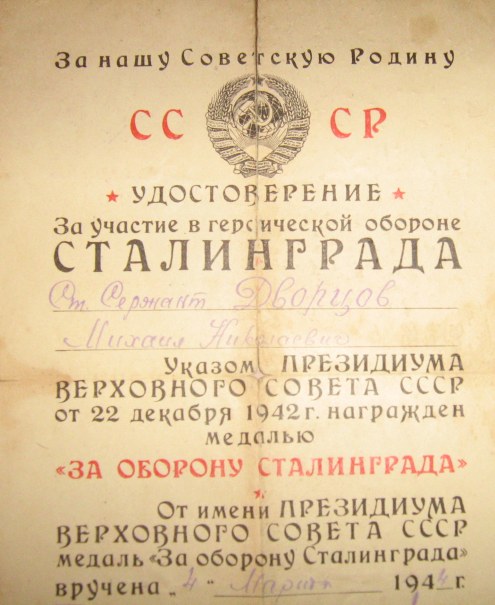 За нашу Советскую Родину
СС СР
УДОСТОВЕРЕНИЕ
За участие в героической обороне
СТАЛИНГРАДА
Ст. Сержант Дворцов
Михаил Николаевич
Указом ПРЕЗИДИУМА
ВЕРХОВНОГО СОВЕТА СССР
от 22 декабря 1942 г. награжден
медалью
«ЗА ОБОРОНУ СТАЛИНГРАДА»
От имени ПРЕЗИДИУМА
ВЕРХОВНОГО СОВЕТА СССР
медаль «За оборону Сталинграда»
вручена „4" Марта 1944 г.